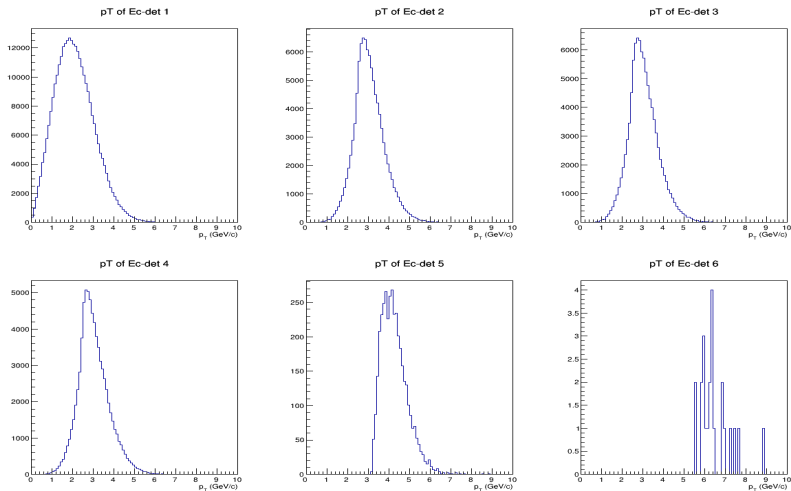 pT of Ec-det 1
pT of Ec-det 2
pT of Ec-det 3
12000
10000
8000
6000
4000
2000
0
0 1 2 3 4 5 6 7 8 9 10
p_T (GeV/c)
6000
5000
4000
3000
2000
1000
0
0 1 2 3 4 5 6 7 8 9 10
p_T (GeV/c)
6000
5000
4000
3000
2000
1000
0
0 1 2 3 4 5 6 7 8 9 10
p_T (GeV/c)
pT of Ec-det 4
pT of Ec-det 5
pT of Ec-det 6
5000
4000
3000
2000
1000
0
0 1 2 3 4 5 6 7 8 9 10
p_T (GeV/c)
250
200
150
100
50
0
0 1 2 3 4 5 6 7 8 9 10
p_T (GeV/c)
4
3.5
3
2.5
2
1.5
1
0.5
0
0 1 2 3 4 5 6 7 8 9 10
p_T (GeV/c)